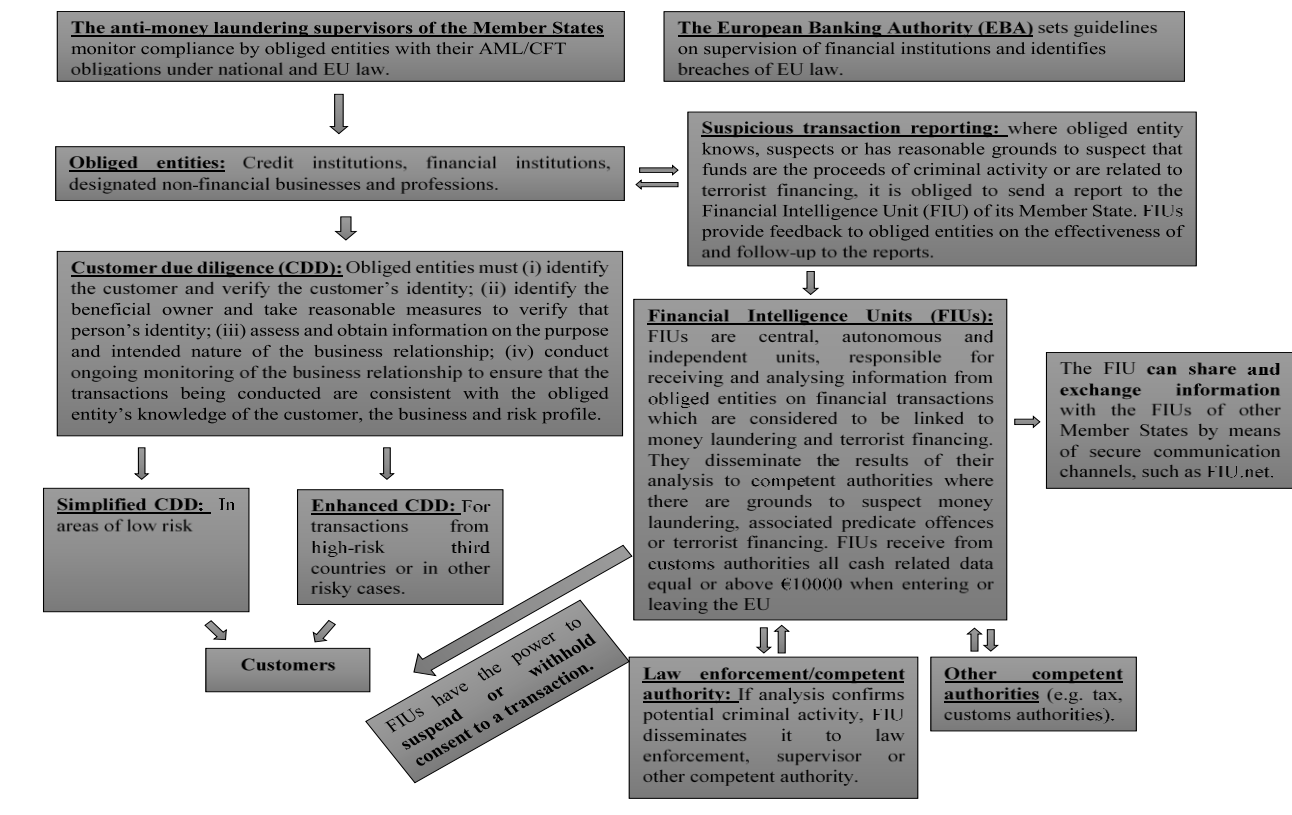 The anti-money laundering supervisors of the Member States
monitor compliance by obliged entities with their AML/CFT
obligations under national and EU law.
The European Banking Authority (EBA) sets guidelines
on supervision of financial institutions and identifies
breaches of EU law.
Obliged entities: Credit institutions, financial institutions,
designated non-financial businesses and professions.
Suspicious transaction reporting: where obliged entity
knows, suspects or has reasonable grounds to suspect that
funds are the proceeds of criminal activity or are related to
terrorist financing, it is obliged to send a report to the
Financial Intelligence Unit (FIU) of its Member State. FIUs
provide feedback to obliged entities on the effectiveness of
and follow-up to the reports.
Customer due diligence (CDD): Obliged entities must (i) identify
the customer and verify the customer's identity; (ii) identify the
beneficial owner and take reasonable measures to verify that
person's identity; (iii) assess and obtain information on the purpose
and intended nature of the business relationship; (iv) conduct
ongoing monitoring of the business relationship to ensure that the
transactions being conducted are consistent with the obliged
entity's knowledge of the customer, the business and risk profile.
Financial Intelligence Units (FIUs):
FIUs are central, autonomous and
independent units, responsible for
receiving and analysing information from
obliged entities on financial transactions
which are considered to be linked to
money laundering and terrorist financing.
They disseminate the results of their
analysis to competent authorities where
there are grounds to suspect money
laundering, associated predicate offences
or terrorist financing. FIUs receive from
customs authorities all cash related data
equal or above €10000 when entering or
leaving the EU
The FIU can share and
exchange information
with the FIUs of other
Member States by means
of secure communication
channels, such as FIU.net.
Simplified CDD: In
areas of low risk
Enhanced CDD: For
transactions from
high-risk third
countries or in other
risky cases.
Customers
FIUs have the power to
suspend or withhold
consent to a transaction.
Law enforcement/competent
authority: If analysis confirms
potential criminal activity, FIU
disseminates it to law
enforcement, supervisor or
other competent authority.
Other competent
authorities (e.g. tax,
customs authorities).